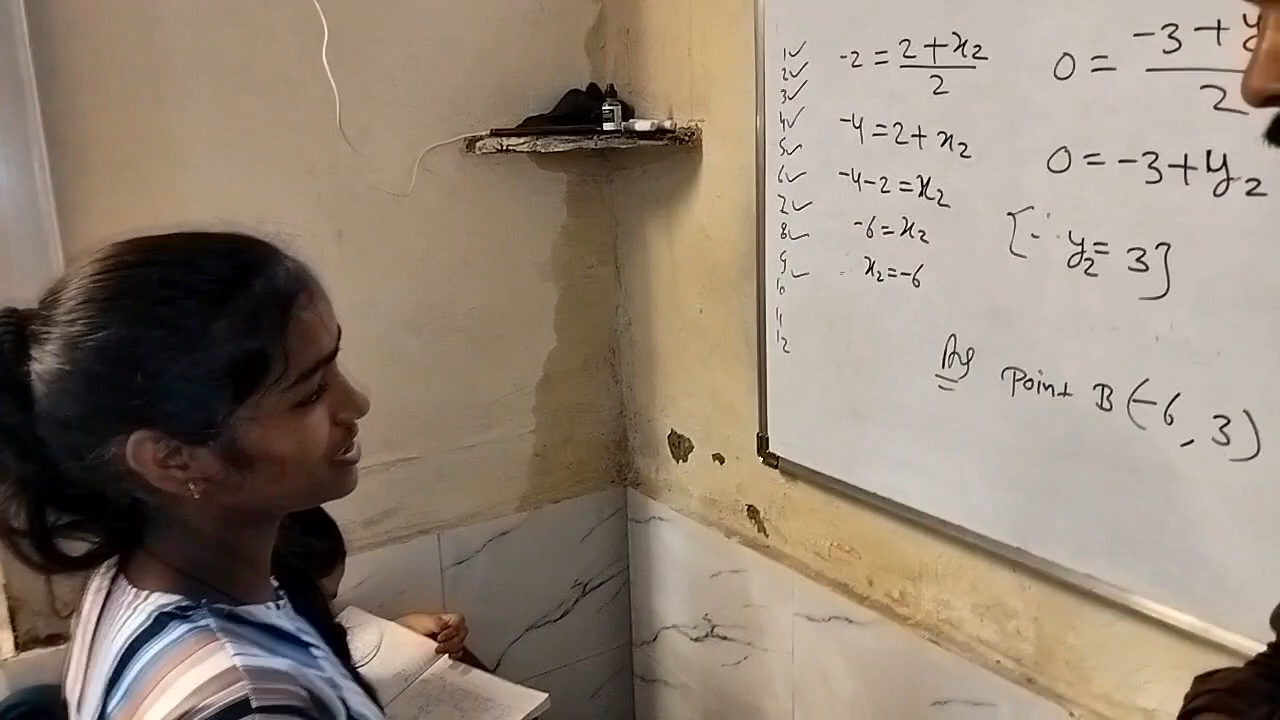 1✓
2✓
3✓
4✓
5✓
6✓
7✓
8✓
9✓
10
11
12
-2 = 2+x₂/2
-4 = 2+x₂
-4-2 = x₂
-6 = x₂
x₂ = -6
0 = -3+y/2
0 = -3+y₂
[∴ y₂ = 3]
Point B (-6, 3)